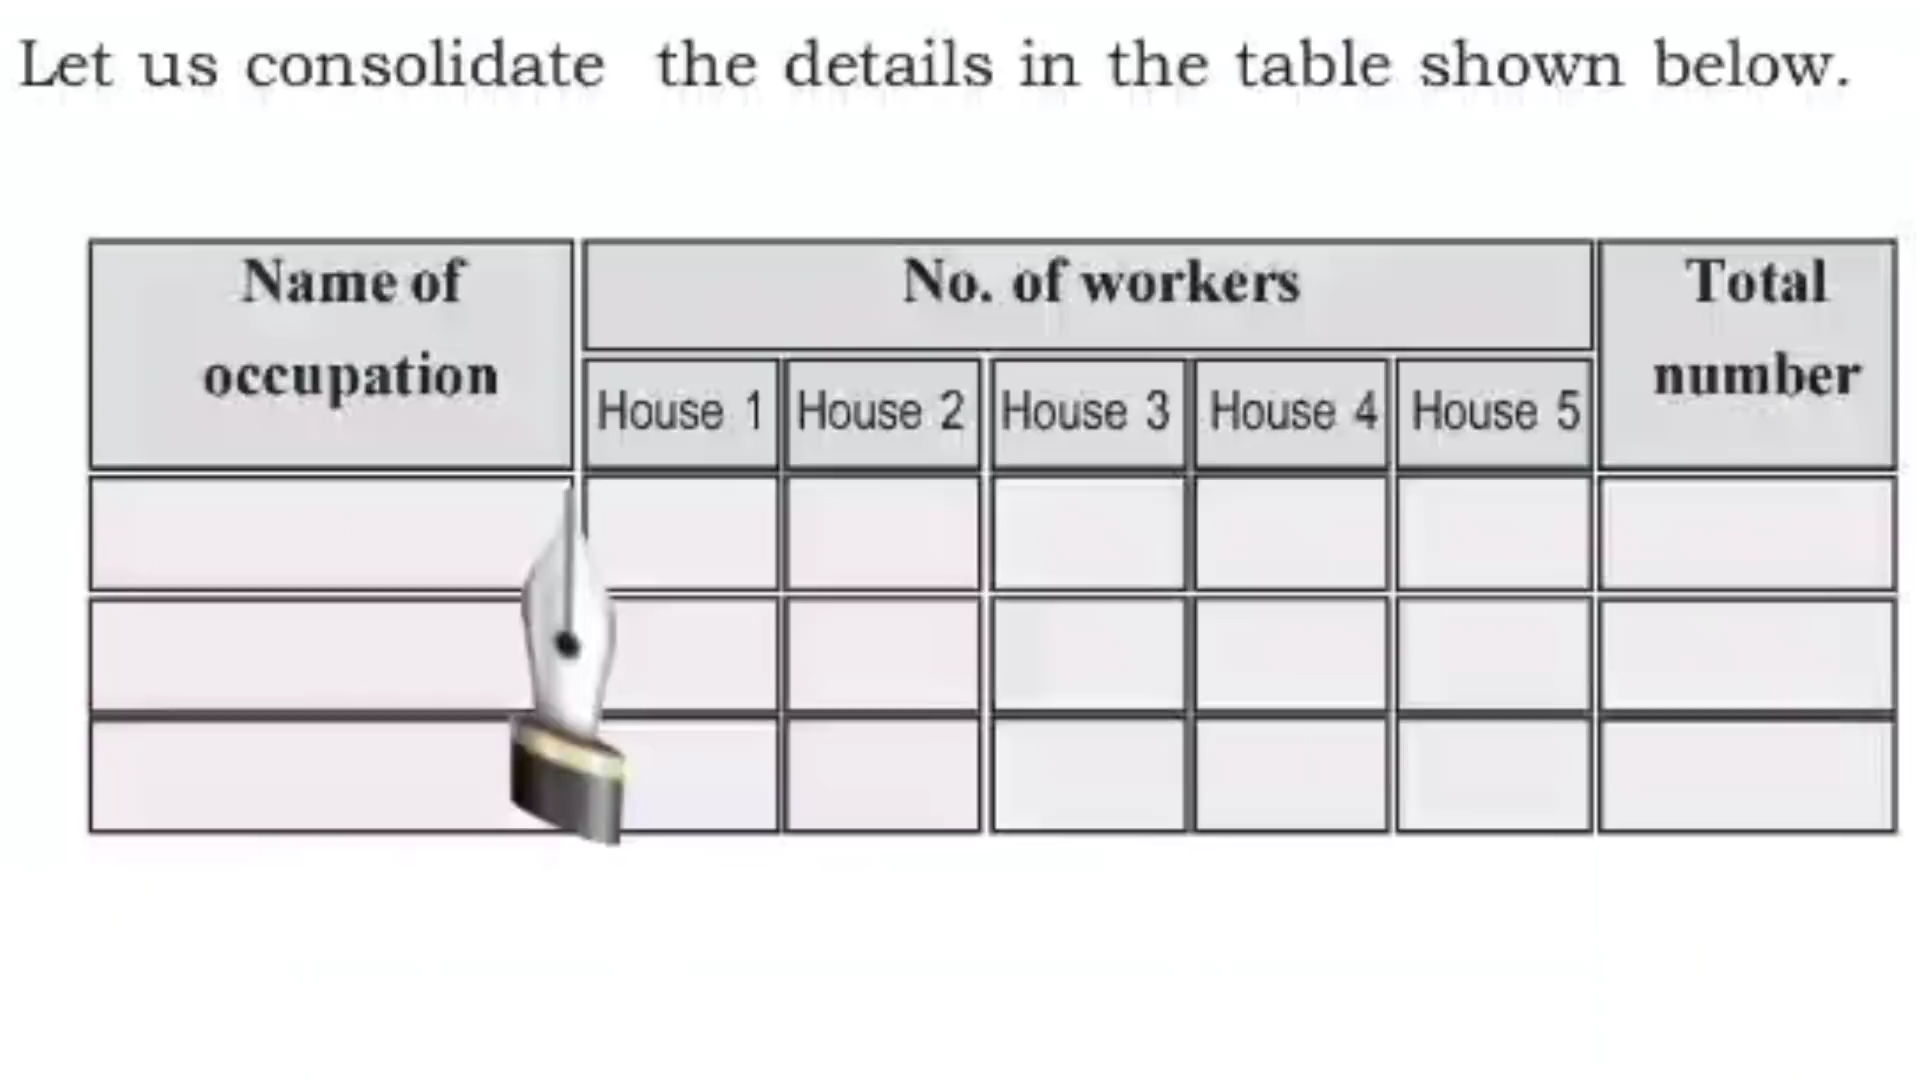 Let us consolidate the details in the table shown below.
Name of occupation
No. of workers
Total number
House 1
House 2
House 3
House 4
House 5